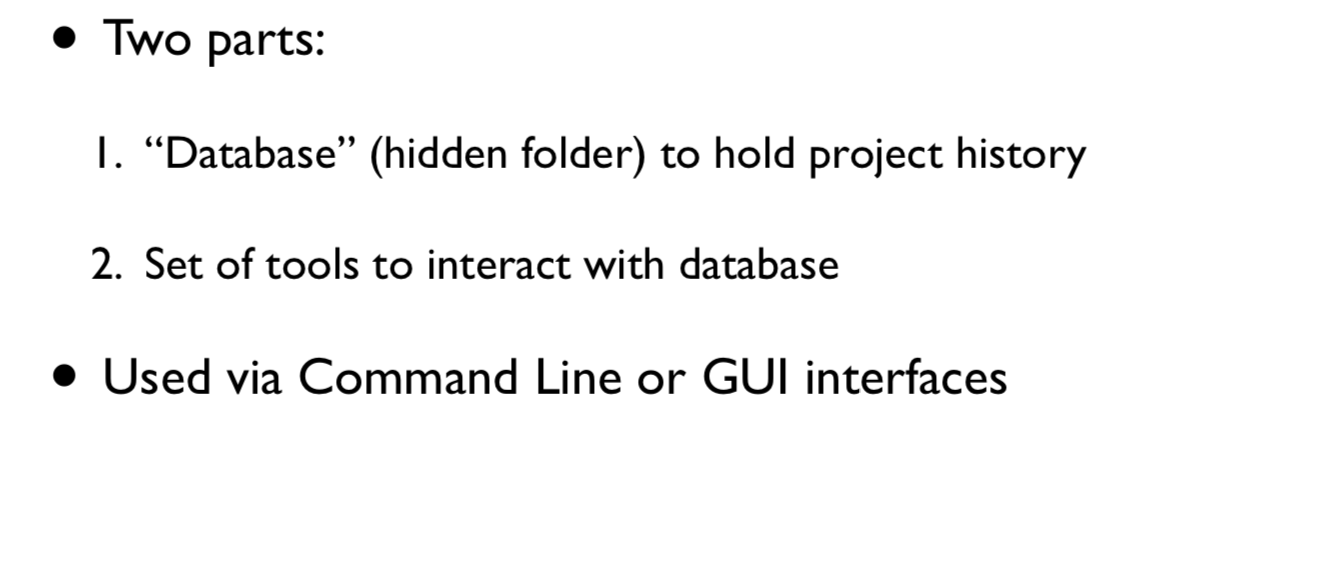 • Two parts:
1. “Database” (hidden folder) to hold project history
2. Set of tools to interact with database
• Used via Command Line or GUI interfaces